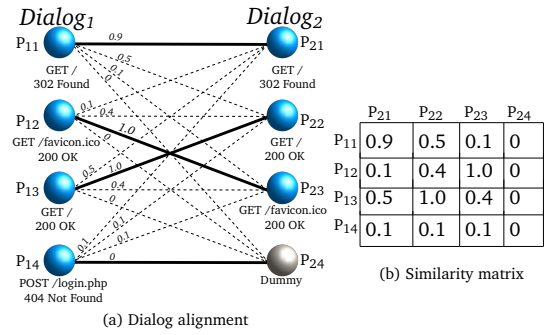 Dialog1 Dialog2
P11 0.9 P21
0.5
0.1
0
GET /
302 Found
GET /
302 Found
P12 0.1 0.4 1.0 P22
0
GET /favicon.ico
200 OK
GET /
200 OK
P13 0.5 1.0 0.4 P23
0
GET /
200 OK
GET /favicon.ico
200 OK
P14 0.1 0.1 0.1 0 P24
POST /login.php
404 Not Found
Dummy
(a) Dialog alignment
P21 P22 P23 P24
P11 0.9 0.5 0.1 0
P12 0.1 0.4 1.0 0
P13 0.5 1.0 0.4 0
P14 0.1 0.1 0.1 0
(b) Similarity matrix